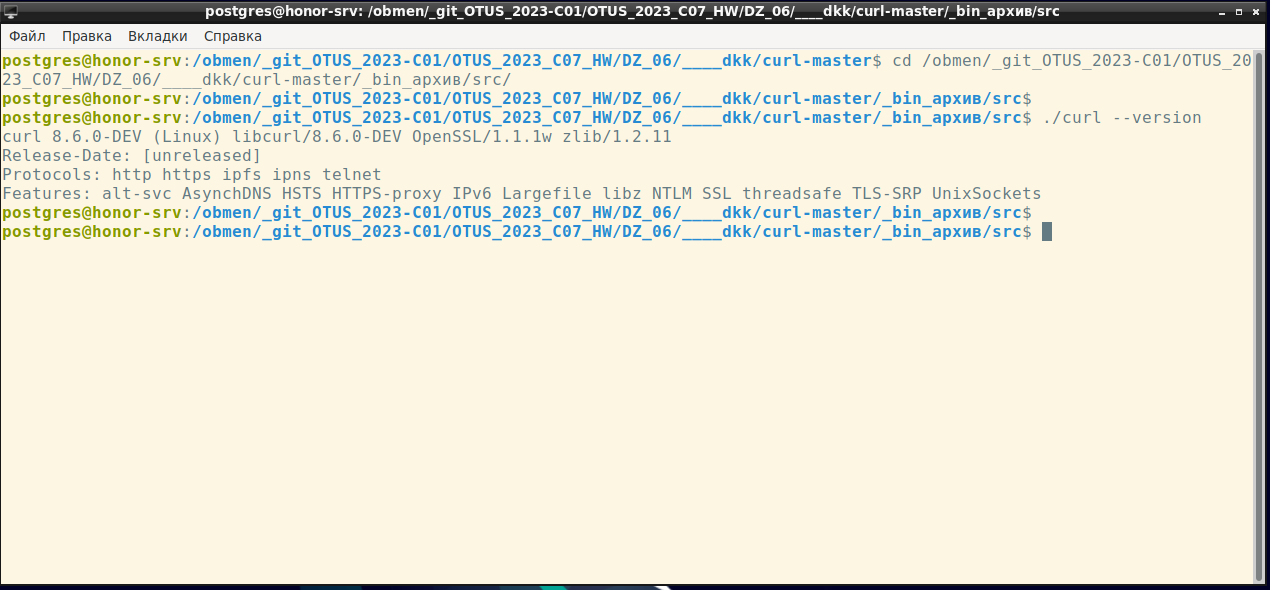 postgres@honor-srv: /obmen/_git_OTUS_2023-C01/OTUS_2023_C07_HW/DZ_06/____dkk/curl-master/_bin_архив/src
Файл Правка Вкладки Справка
postgres@honor-srv:/obmen/_git_OTUS_2023-C01/OTUS_2023_C07_HW/DZ_06/____dkk/curl-master$ cd /obmen/_git_OTUS_2023-C01/OTUS_20
23_C07_HW/DZ_06/____dkk/curl-master/_bin_архив/src/
postgres@honor-srv:/obmen/_git_OTUS_2023-C01/OTUS_2023_C07_HW/DZ_06/____dkk/curl-master/_bin_архив/src$
postgres@honor-srv:/obmen/_git_OTUS_2023-C01/OTUS_2023_C07_HW/DZ_06/____dkk/curl-master/_bin_архив/src$ ./curl --version
curl 8.6.0-DEV (Linux) libcurl/8.6.0-DEV OpenSSL/1.1.1w zlib/1.2.11
Release-Date: [unreleased]
Protocols: http https ipfs ipns telnet
Features: alt-svc AsynchDNS HSTS HTTPS-proxy IPv6 Largefile libz NTLM SSL threadsafe TLS-SRP UnixSockets
postgres@honor-srv:/obmen/_git_OTUS_2023-C01/OTUS_2023_C07_HW/DZ_06/____dkk/curl-master/_bin_архив/src$
postgres@honor-srv:/obmen/_git_OTUS_2023-C01/OTUS_2023_C07_HW/DZ_06/____dkk/curl-master/_bin_архив/src$